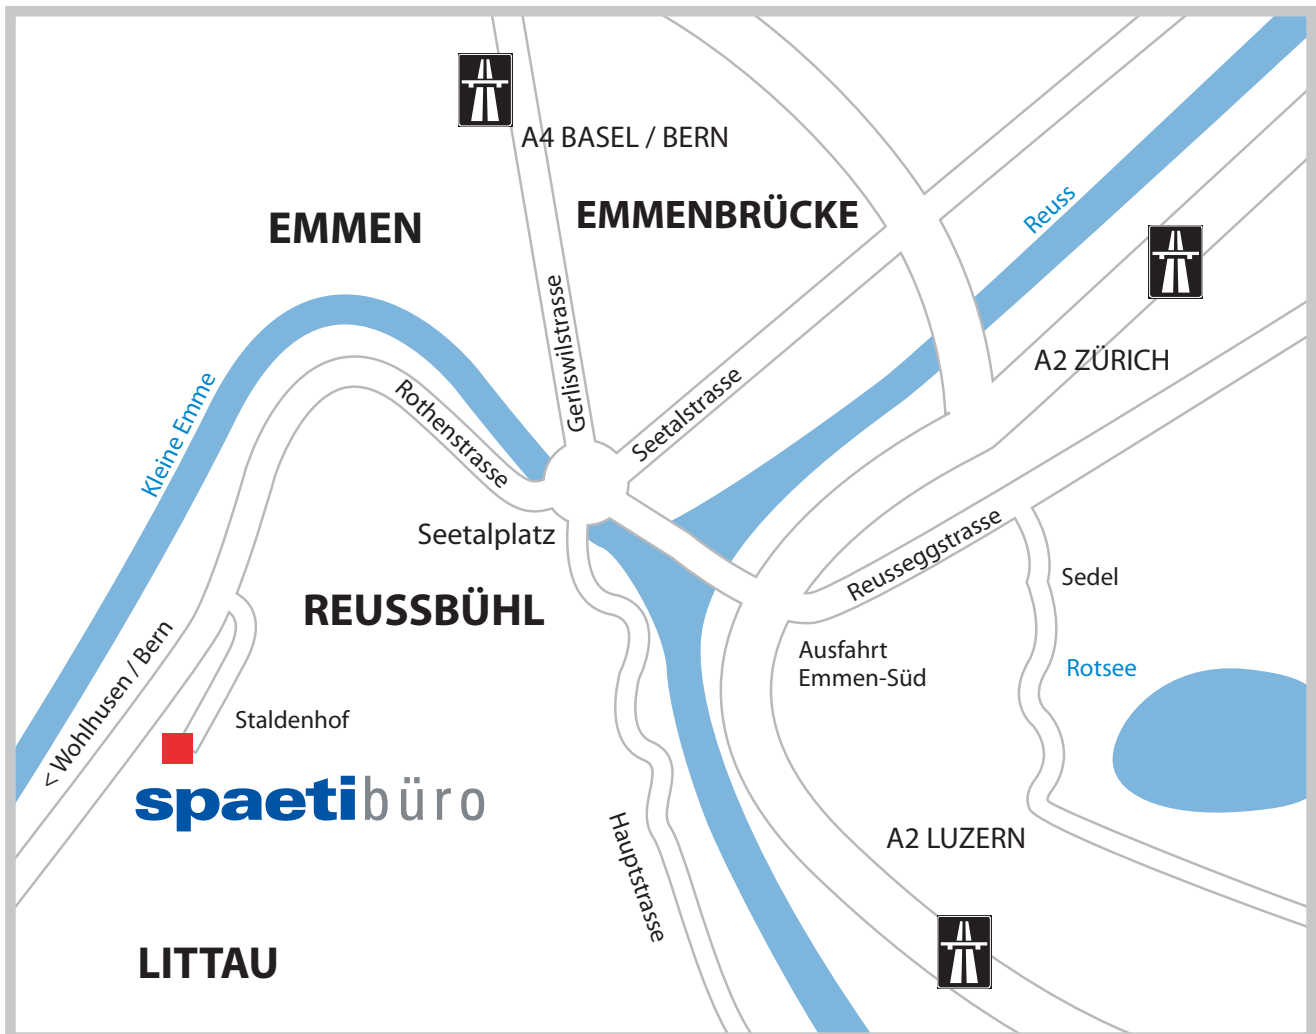 A4 BASEL / BERN
EMMENBRÜCKE
EMMEN
Reuss
Gerliswilstrasse
A2 ZÜRICH
Kleine Emme
Rothenstrasse
Seetalstrasse
Seetalplatz
Reusseggstrasse
Sedel
REUSSBÜHL
Ausfahrt
Emmen-Süd
Rotsee
< Wohlhusen / Bern
Staldenhof
spaetibüro
Hauptstrasse
A2 LUZERN
LITTAU